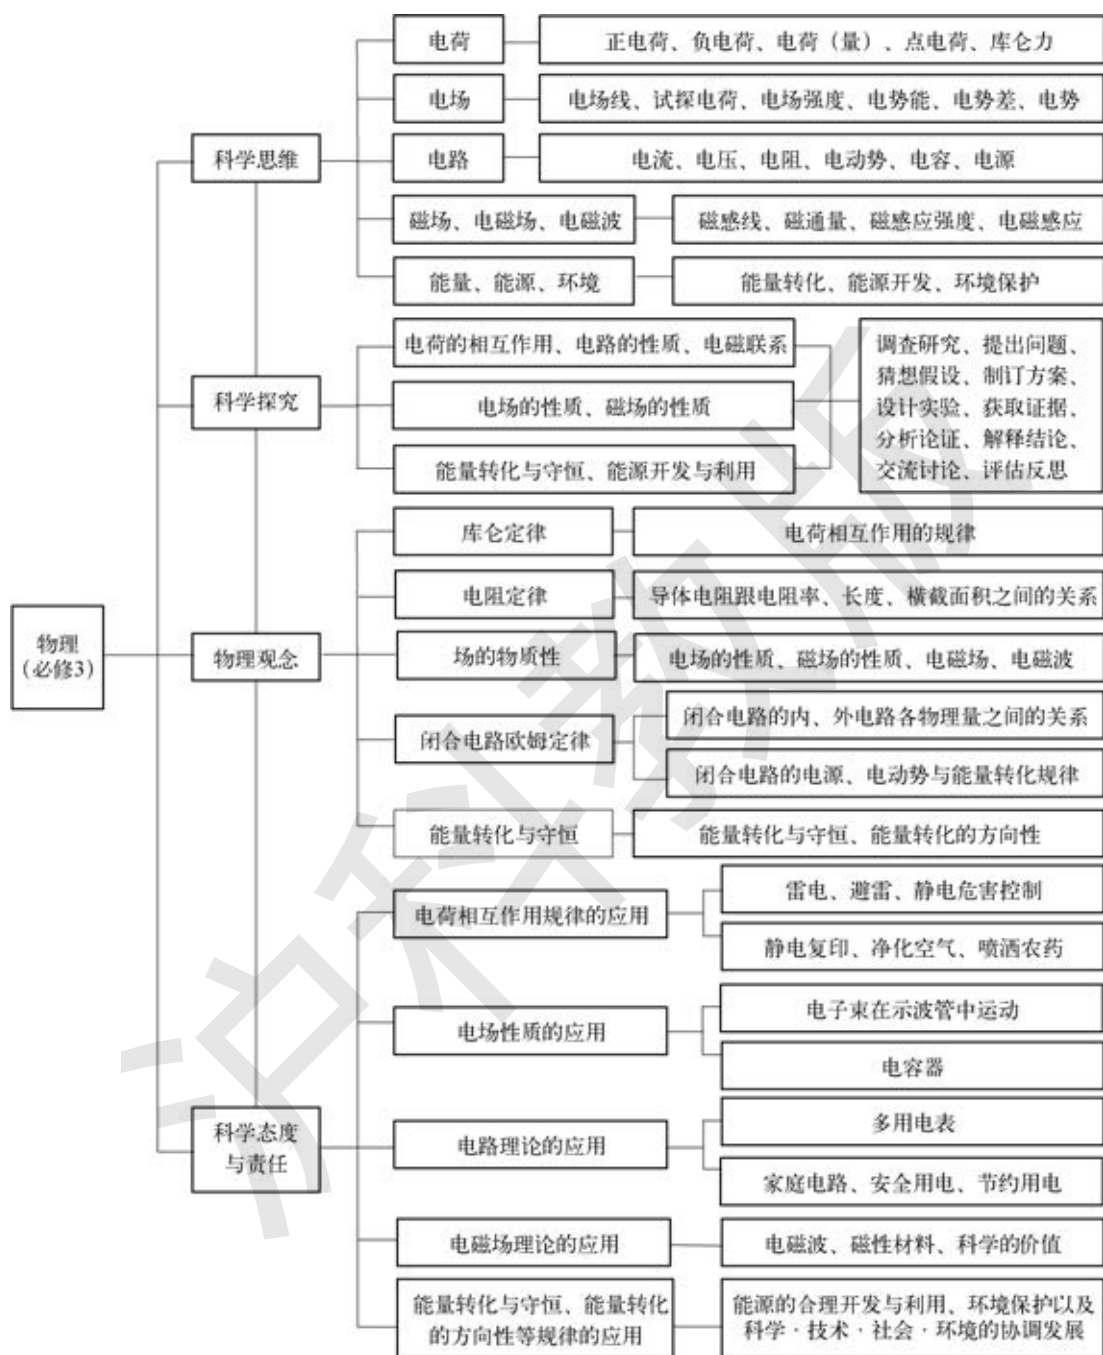 物理
(必修3)
科学思维
电荷
正电荷、负电荷、电荷（量）、点电荷、库仑力
电场
电场线、试探电荷、电场强度、电势能、电势差、电势
电路
电流、电压、电阻、电动势、电容、电源
磁场、电磁场、电磁波
磁感线、磁通量、磁感应强度、电磁感应
能量、能源、环境
能量转化、能源开发、环境保护
科学探究
电荷的相互作用、电路的性质、电磁联系
电场的性质、磁场的性质
能量转化与守恒、能源开发与利用
调查研究、提出问题、
猜想假设、制订方案、
设计实验、获取证据、
分析论证、解释结论、
交流讨论、评估反思
物理观念
库仑定律
电荷相互作用的规律
电阻定律
导体电阻跟电阻率、长度、横截面积之间的关系
场的物质性
电场的性质、磁场的性质、电磁场、电磁波
闭合电路欧姆定律
闭合电路的内、外电路各物理量之间的关系
闭合电路的电源、电动势与能量转化规律
能量转化与守恒
能量转化与守恒、能量转化的方向性
科学态度
与责任
电荷相互作用规律的应用
雷电、避雷、静电危害控制
静电复印、净化空气、喷洒农药
电场性质的应用
电子束在示波管中运动
电容器
电路理论的应用
多用电表
家庭电路、安全用电、节约用电
电磁场理论的应用
电磁波、磁性材料、科学的价值
能量转化与守恒、能量转化
的方向性等规律的应用
能源的合理开发与利用、环境保护以及
科学·技术·社会·环境的协调发展
沪科教版